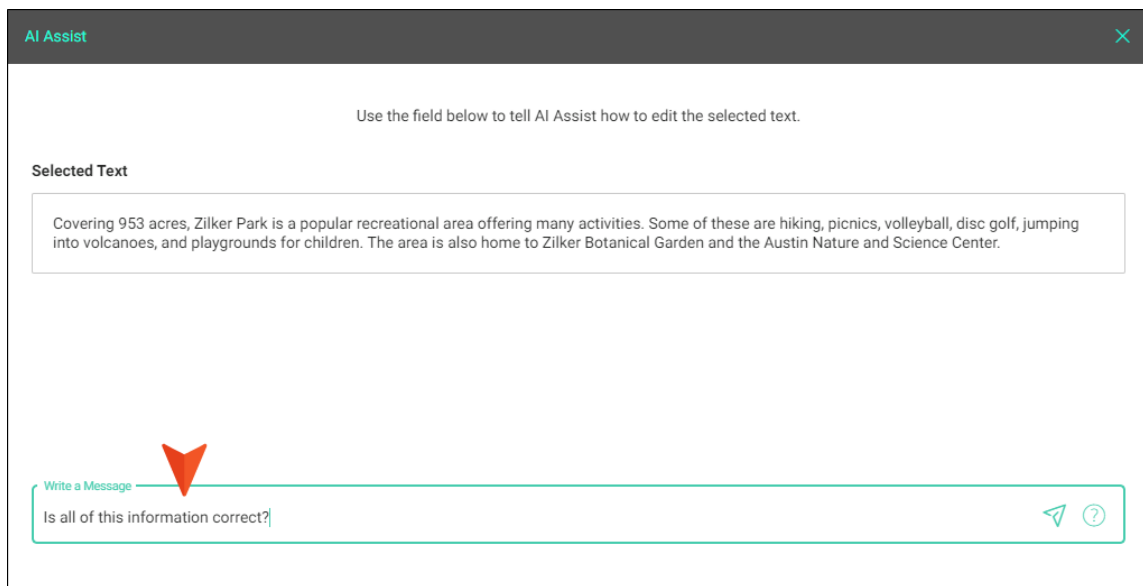 AI Assist
Use the field below to tell AI Assist how to edit the selected text.
Selected Text
Covering 953 acres, Zilker Park is a popular recreational area offering many activities. Some of these are hiking, picnics, volleyball, disc golf, jumping
into volcanoes, and playgrounds for children. The area is also home to Zilker Botanical Garden and the Austin Nature and Science Center.
Write a Message
Is all of this information correct?